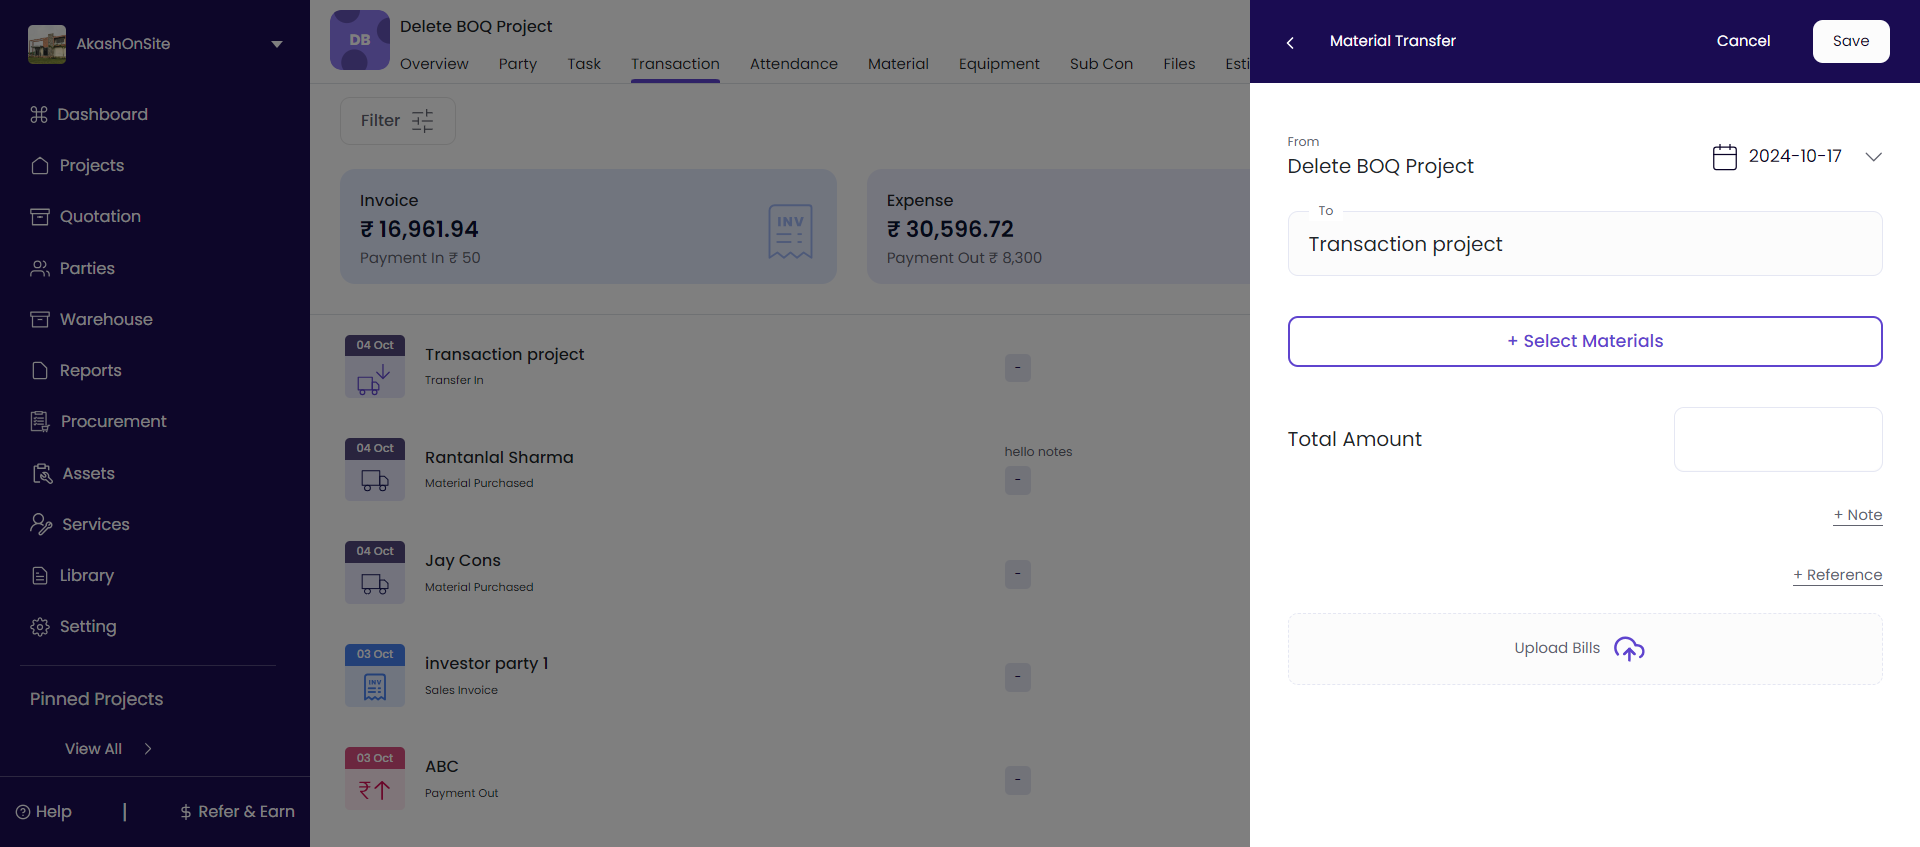 AkashOnSite
Dashboard
Projects
Quotation
Parties
Warehouse
Reports
Procurement
Assets
Services
Library
Setting
Pinned Projects
View All
Help | $ Refer & Earn
DB
Delete BOQ Project
Overview Party Task Transaction Attendance Material Equipment Sub Con Files Esti
Filter
Invoice
₹ 16,961.94
Payment In ₹ 50
INV
Expense
₹ 30,596.72
Payment Out ₹ 8,300
04 Oct
Transaction project
Transfer In
-
04 Oct
Rantanlal Sharma
Material Purchased
hello notes
-
04 Oct
Jay Cons
Material Purchased
-
03 Oct
INV
investor party 1
Sales Invoice
-
03 Oct
₹
ABC
Payment Out
-
Material Transfer
Cancel
Save
From
Delete BOQ Project
2024-10-17
To
Transaction project
+ Select Materials
Total Amount
+ Note
+ Reference
Upload Bills